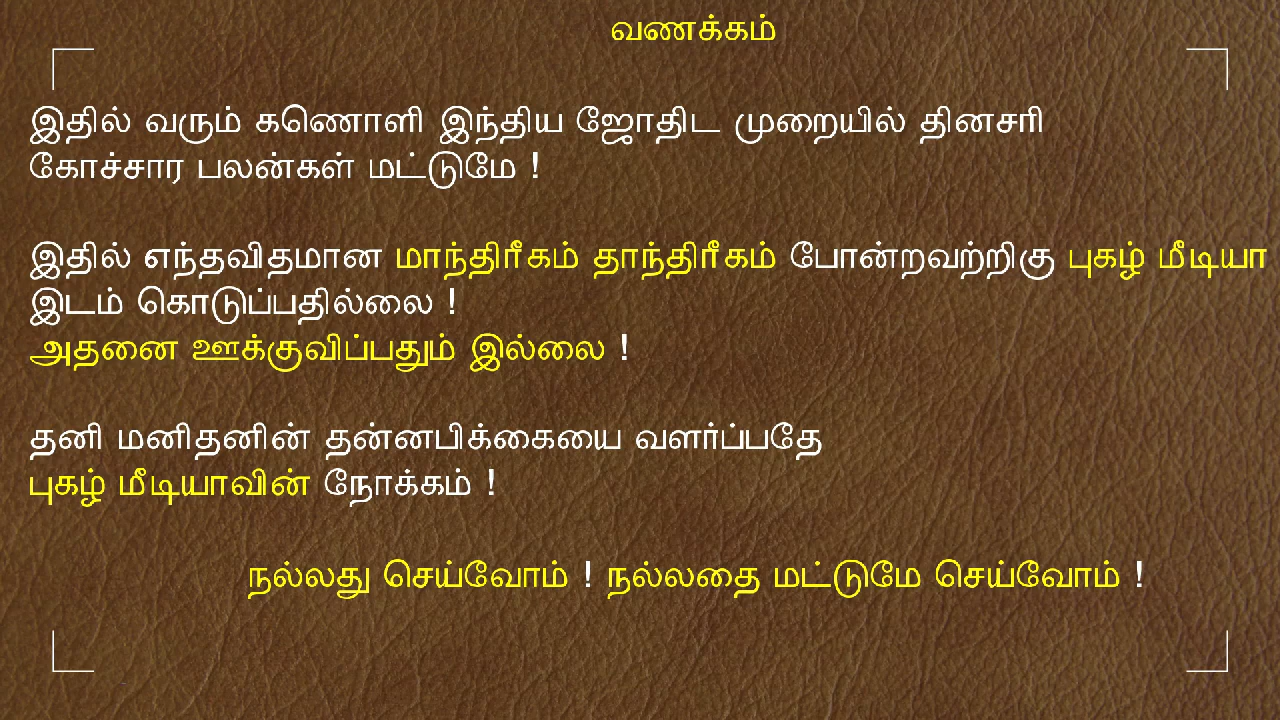 வணக்கம்
இதில் வரும் கணொளி இந்திய ஜோதிட முறையில் தினசரி
கோச்சார பலன்கள் மட்டுமே !
இதில் எந்தவிதமான மாந்திரீகம் தாந்திரீகம் போன்றவற்றிகு புகழ் மீடியா
இடம் கொடுப்பதில்லை !
அதனை ஊக்குவிப்பதும் இல்லை !
தனி மனிதனின் தன்னபிக்கையை வளர்ப்பதே
புகழ் மீடியாவின் நோக்கம் !
நல்லது செய்வோம் ! நல்லதை மட்டுமே செய்வோம் !